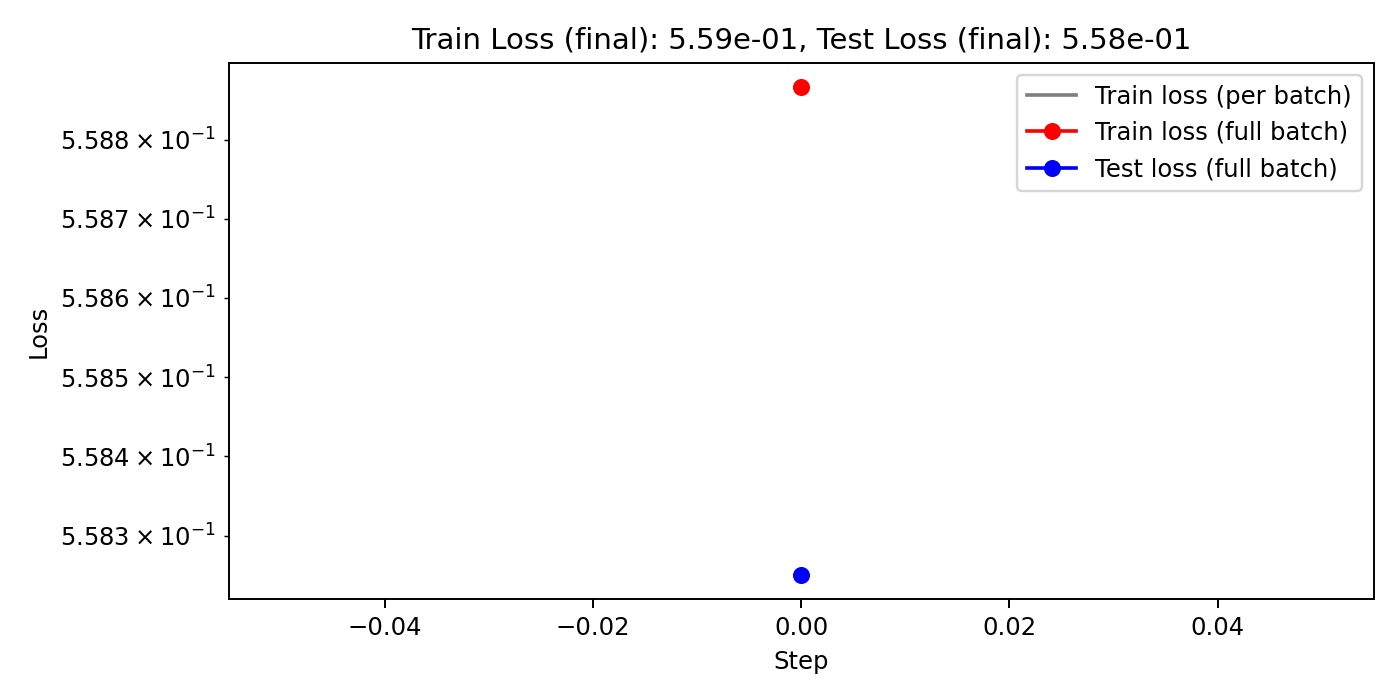 Train Loss (final): 5.59e-01, Test Loss (final): 5.58e-01
Train loss (per batch)
Train loss (full batch)
Test loss (full batch)
5.588 × 10⁻¹
5.587 × 10⁻¹
5.586 × 10⁻¹
5.585 × 10⁻¹
5.584 × 10⁻¹
5.583 × 10⁻¹
Loss
−0.04 −0.02 0.00 0.02 0.04
Step